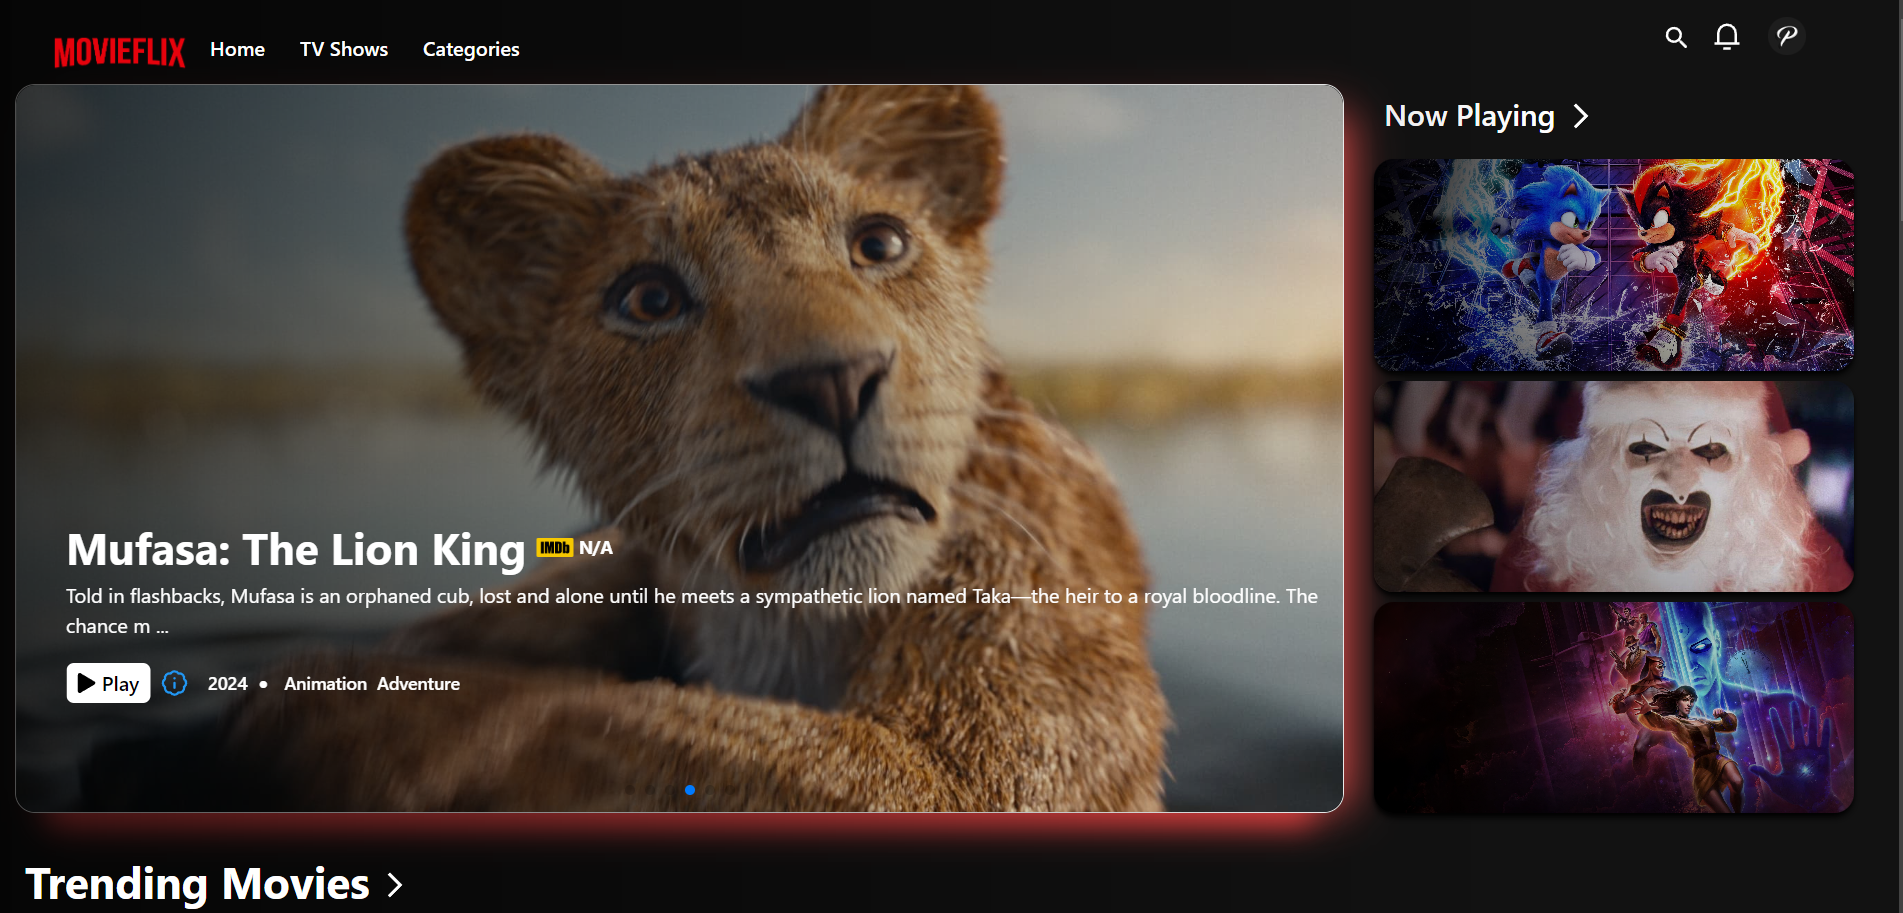 MOVIEFLIX Home TV Shows Categories
Now Playing
Mufasa: The Lion King IMDb N/A
Told in flashbacks, Mufasa is an orphaned cub, lost and alone until he meets a sympathetic lion named Taka—the heir to a royal bloodline. The
chance m ...
Play 2024 • Animation Adventure
Trending Movies